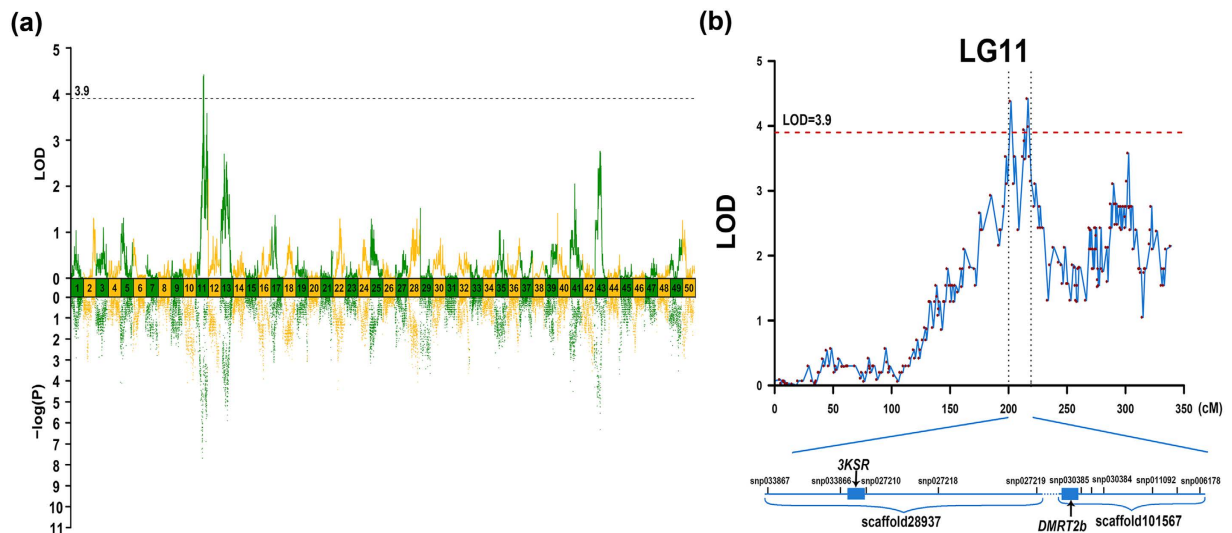 (a)
5
4
3.9
3
2
1
0
LOD
1 2 3 4 5 6 7 8 9 10 11 12 13 14 15 16 17 18 19 20 21 22 23 24 25 26 27 28 29 30 31 32 33 34 35 36 37 38 39 40 41 42 43 44 45 46 47 48 49 50
0
1
2
3
4
5
6
7
8
9
10
11
−log(P)
(b)
LG11
5
4
3
2
1
0
LOD
LOD=3.9
0 50 100 150 200 250 300 350 (cM)
3KSR
snp033867 snp033866 snp027210 snp027218 snp027219 snp030385 snp030384 snp011092 snp006178
scaffold28937 DMRT2b scaffold101567